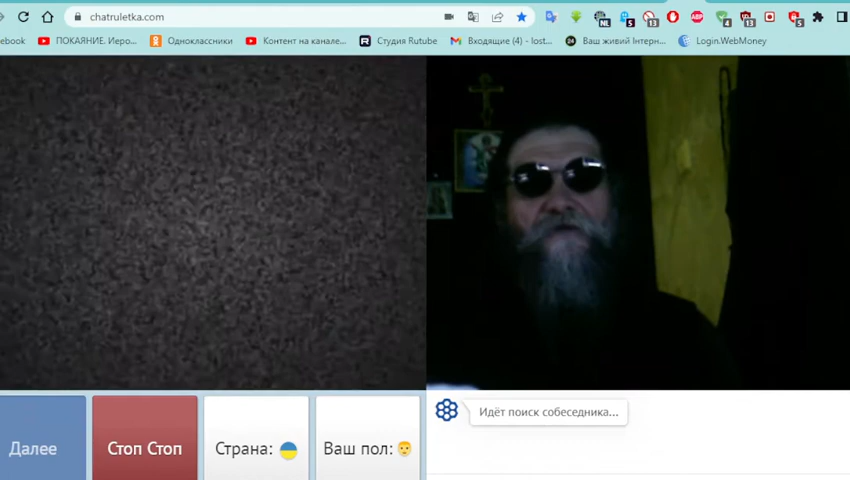 chatruletka.com
ebook ПОКАЯНИЕ. Иеро... Одноклассники Контент на канале... Студия Rutube Входящие (4) - lost... Ваш живий Інтерн... Login.WebMoney
Далее
Стоп Стоп
Страна:
Ваш пол:
Идёт поиск собеседника...